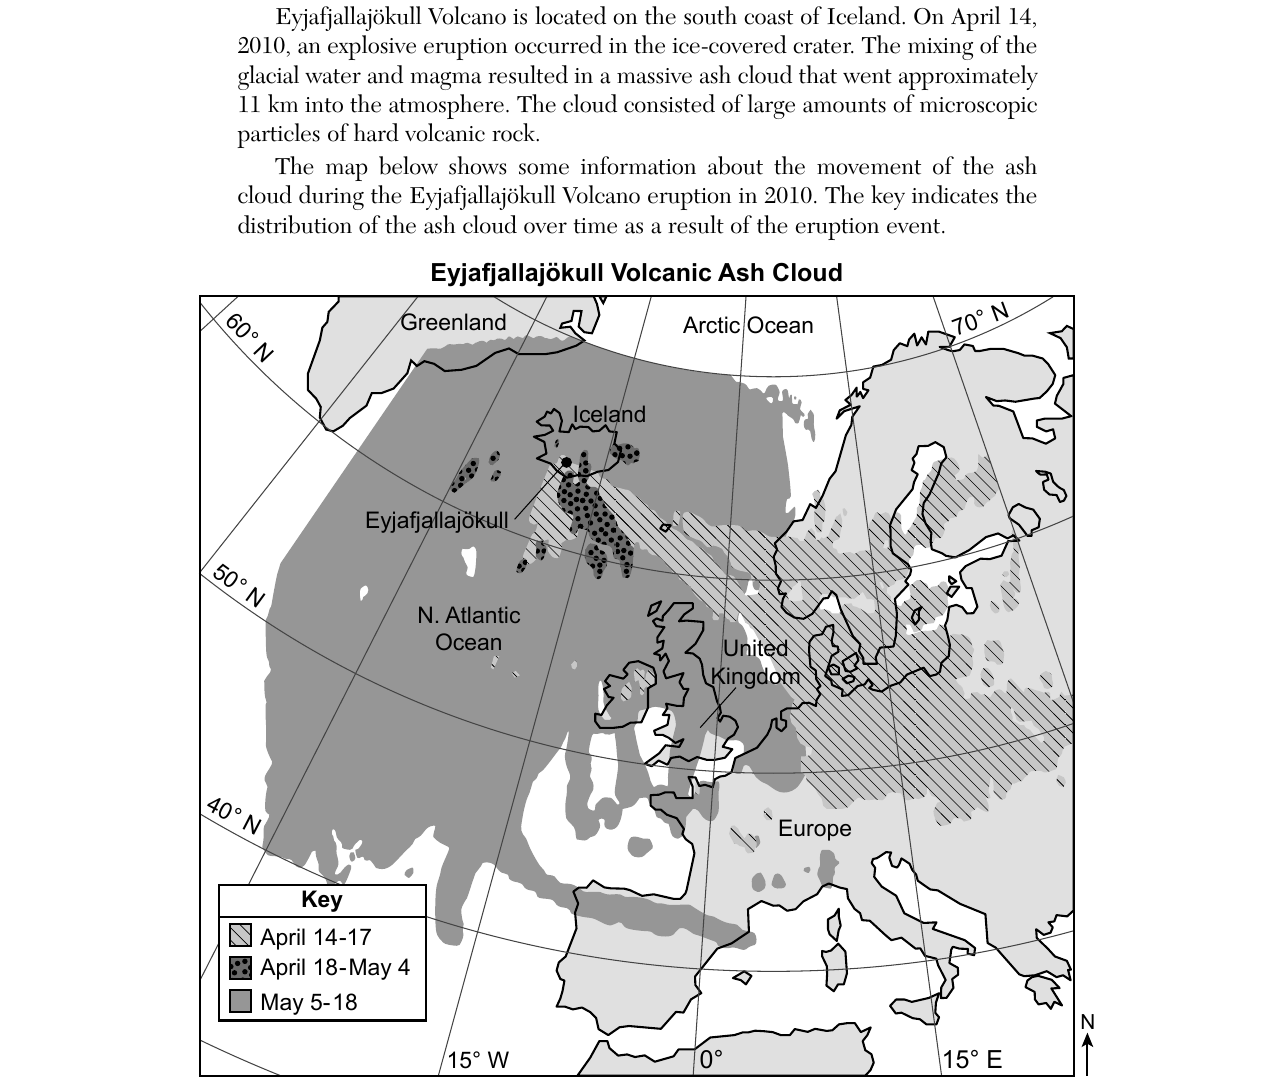 Eyjafjallajökull Volcano is located on the south coast of Iceland. On April 14,
2010, an explosive eruption occurred in the ice-covered crater. The mixing of the
glacial water and magma resulted in a massive ash cloud that went approximately
11 km into the atmosphere. The cloud consisted of large amounts of microscopic
particles of hard volcanic rock.
The map below shows some information about the movement of the ash
cloud during the Eyjafjallajökull Volcano eruption in 2010. The key indicates the
distribution of the ash cloud over time as a result of the eruption event.
Eyjafjallajökull Volcanic Ash Cloud
60° N
Greenland
Arctic Ocean
70° N
Iceland
Eyjafjallajökull
50° N
N. Atlantic
Ocean
United
Kingdom
40° N
Europe
Key
April 14-17
April 18-May 4
May 5-18
15° W
0°
15° E
N